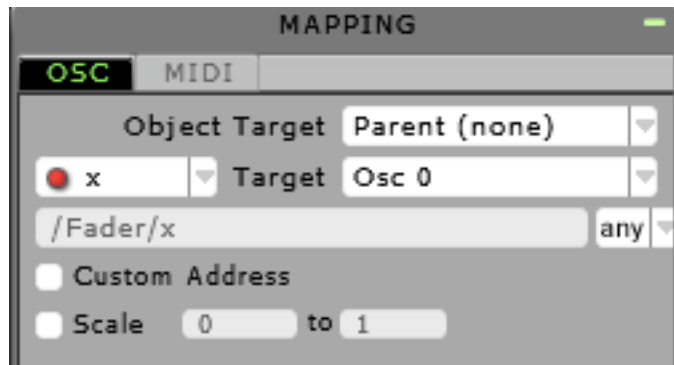 MAPPING
OSC MIDI
Object Target Parent (none)
x Target Osc 0
/Fader/x any
Custom Address
Scale 0 to 1